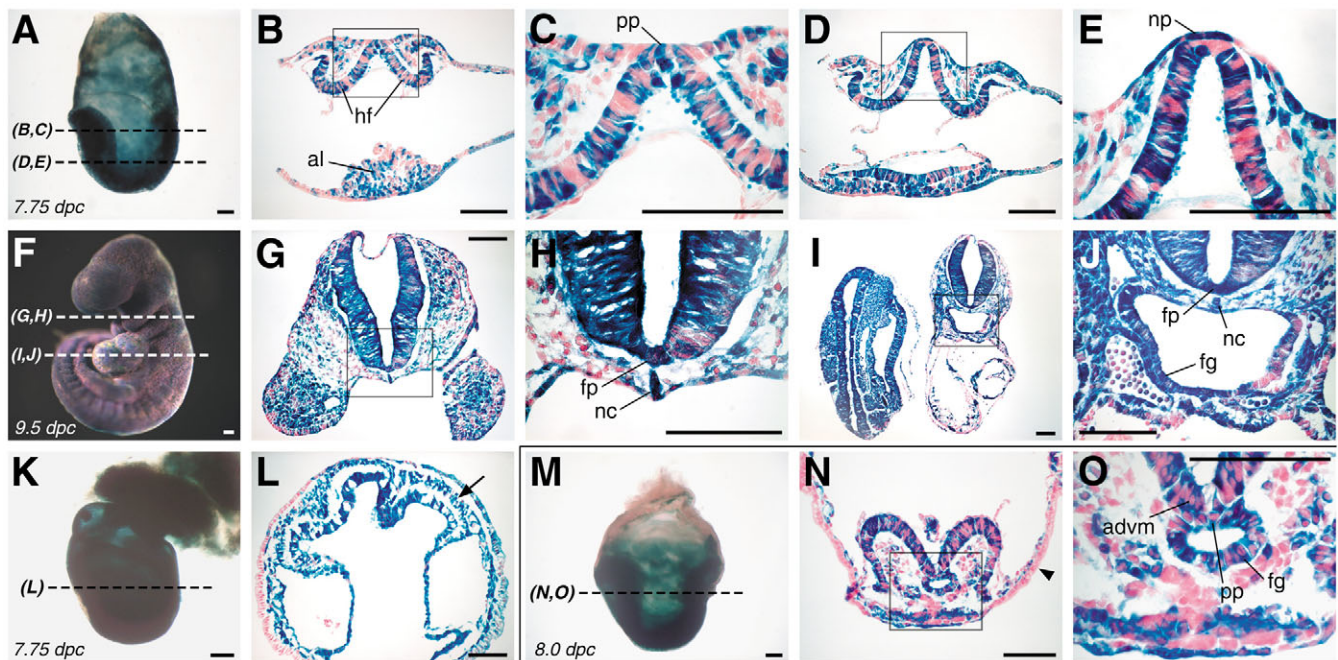 A
(B,C)
(D,E)
7.75 dpc
B
hf
al
C
pp
D
E
np
F
(G,H)
(I,J)
9.5 dpc
G
H
fp
nc
I
J
fp
nc
fg
K
(L)
7.75 dpc
L
M
(N,O)
8.0 dpc
N
O
advm
pp
fg